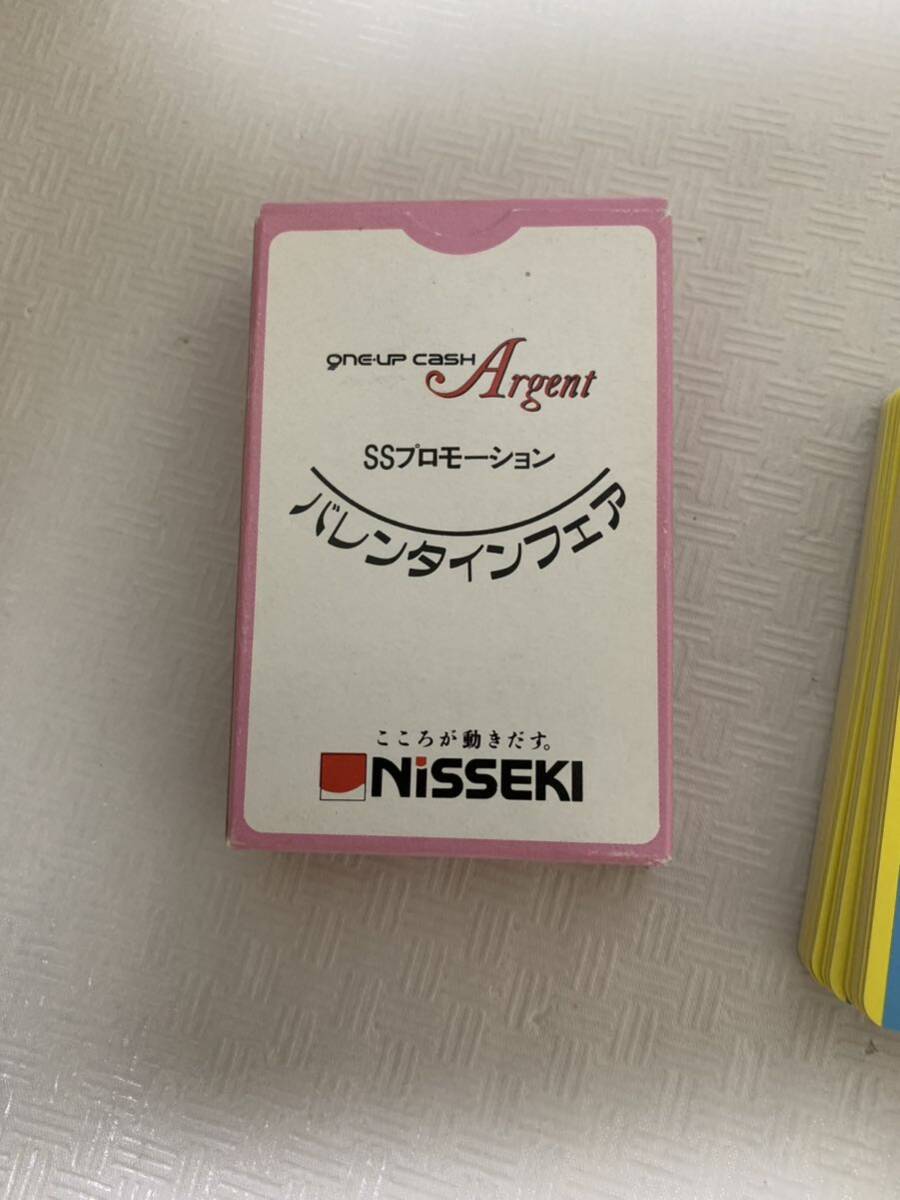 ONE-UP CASH Argent
SSプロモーション
バレンタインフェア
こころが動きだす。
NiSSEKI